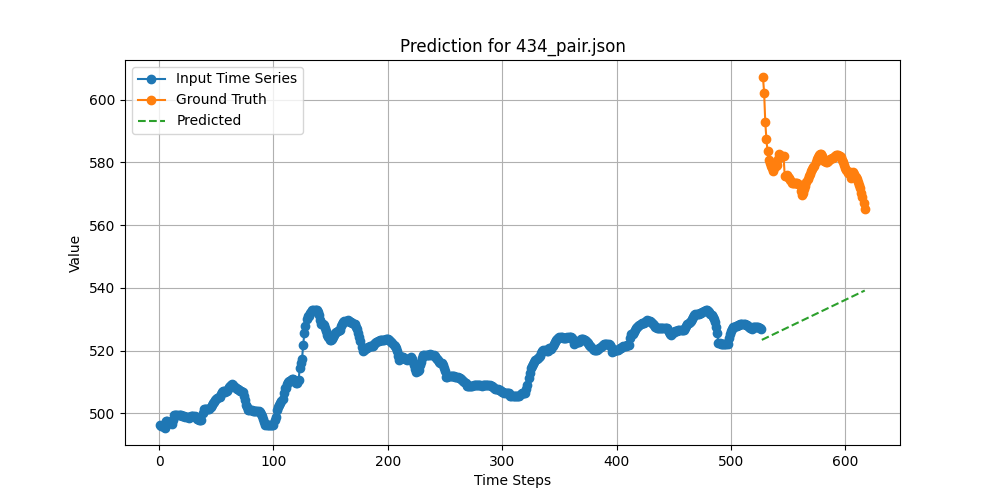 Prediction for 434_pair.json
Input Time Series
Ground Truth
Predicted
Value
600
580
560
540
520
500
0 100 200 300 400 500 600
Time Steps